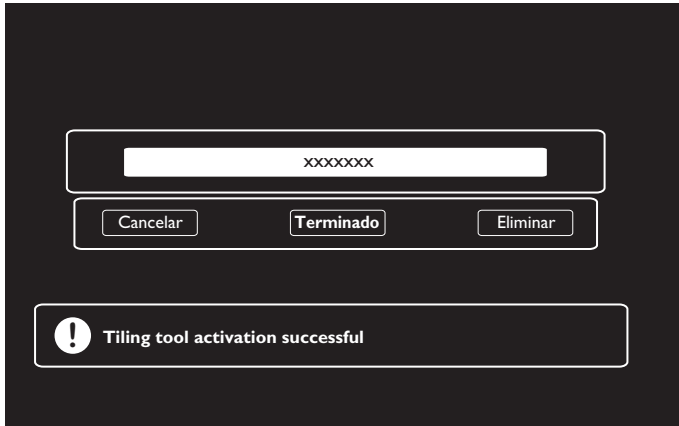 xxxxxxx
Cancelar Terminado Eliminar
! Tiling tool activation successful